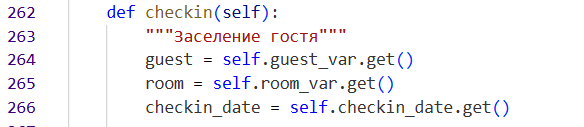 262 def checkin(self):
263 """Заселение гостя"""
264 guest = self.guest_var.get()
265 room = self.room_var.get()
266 checkin_date = self.checkin_date.get()